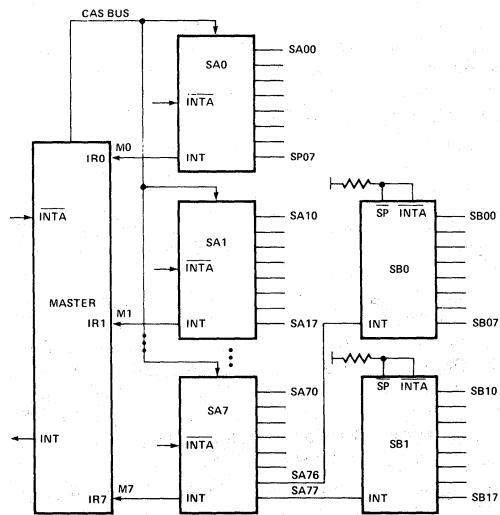 CAS BUS
SA0
SA00
INTA
M0
IR0
INT
SP07
INTA
SP
INTA
SA10
SB00
SA1
INTA
SB0
MASTER
M1
IR1
INT
SA17
INT
SB07
SA70
SP
INTA
SB10
SA7
INT
INTA
SB1
SA76
SA77
M7
IR7
INT
INT
SB17